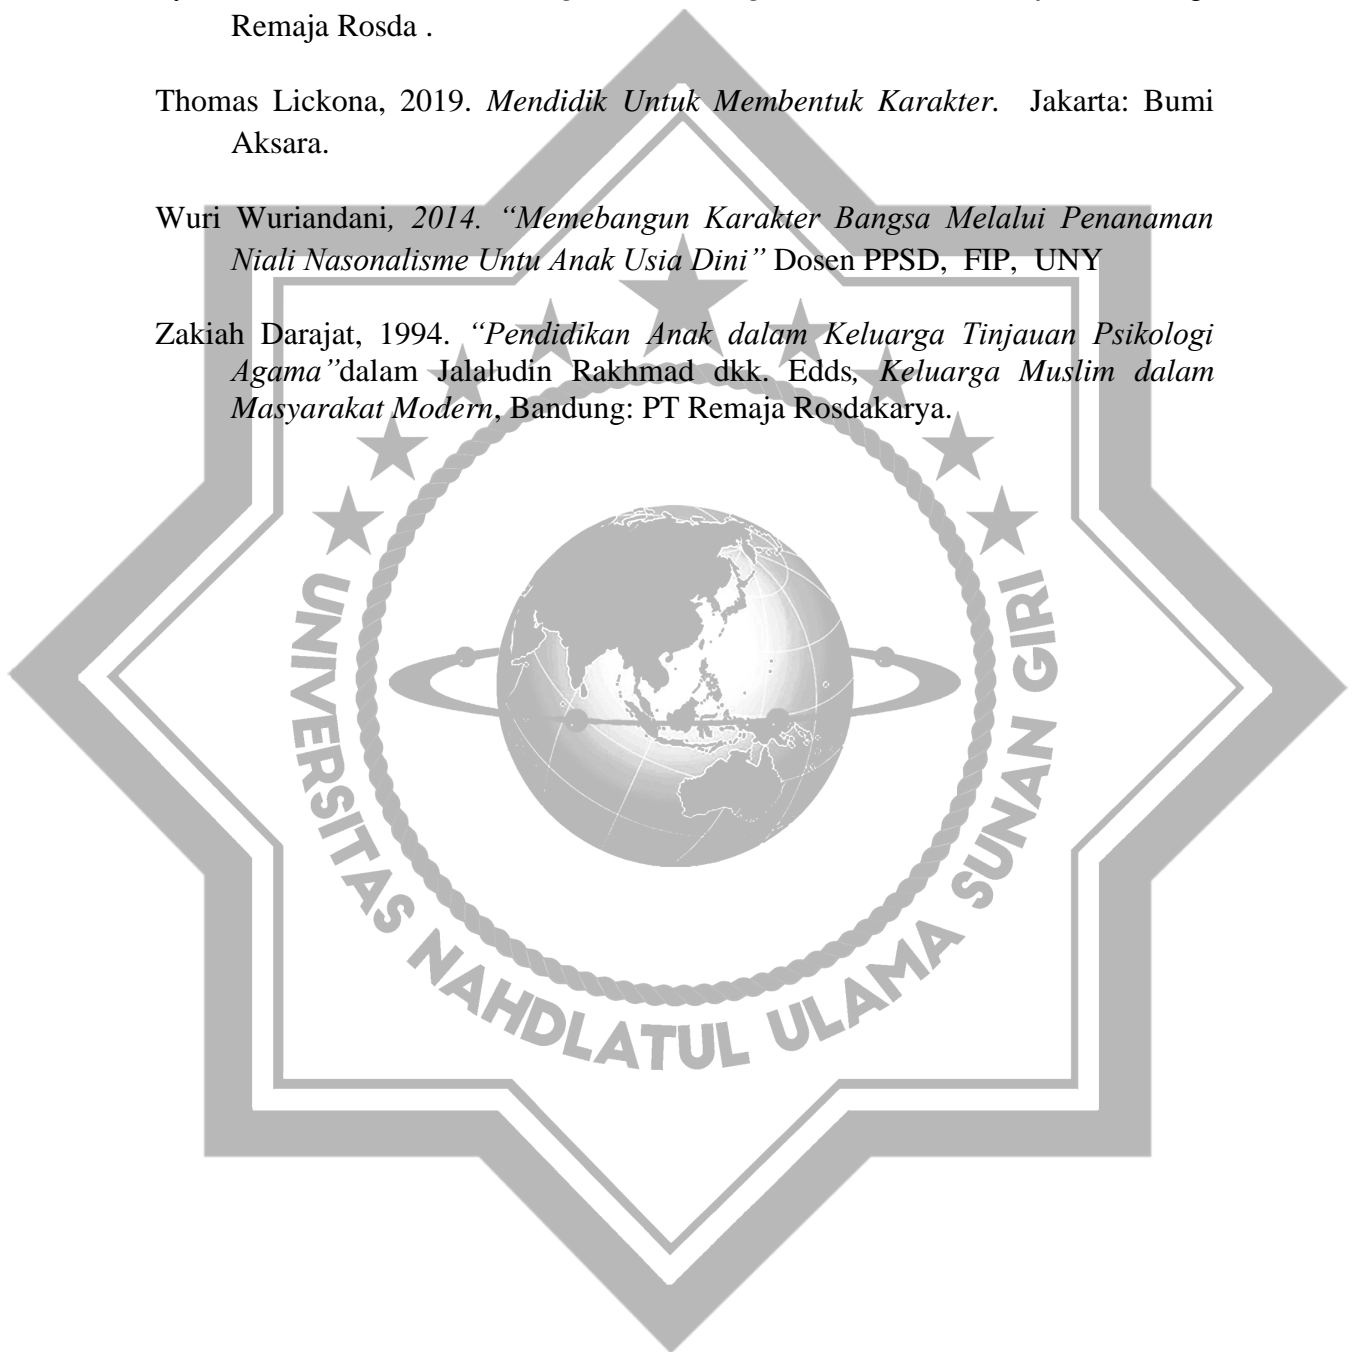 Remaja Rosda .
Thomas Lickona, 2019. Mendidik Untuk Membentuk Karakter. Jakarta: Bumi
Aksara.
Wuri Wuriandani, 2014. “Memebangun Karakter Bangsa Melalui Penanaman
Niali Nasonalisme Untu Anak Usia Dini” Dosen PPSD, FIP, UNY
Zakiah Darajat, 1994. “Pendidikan Anak dalam Keluarga Tinjauan Psikologi
Agama”dalam Jalaludin Rakhmad dkk. Edds, Keluarga Muslim dalam
Masyarakat Modern, Bandung: PT Remaja Rosdakarya.
UNIVERSITAS NAHDLATUL ULAMA SUNAN GIRI